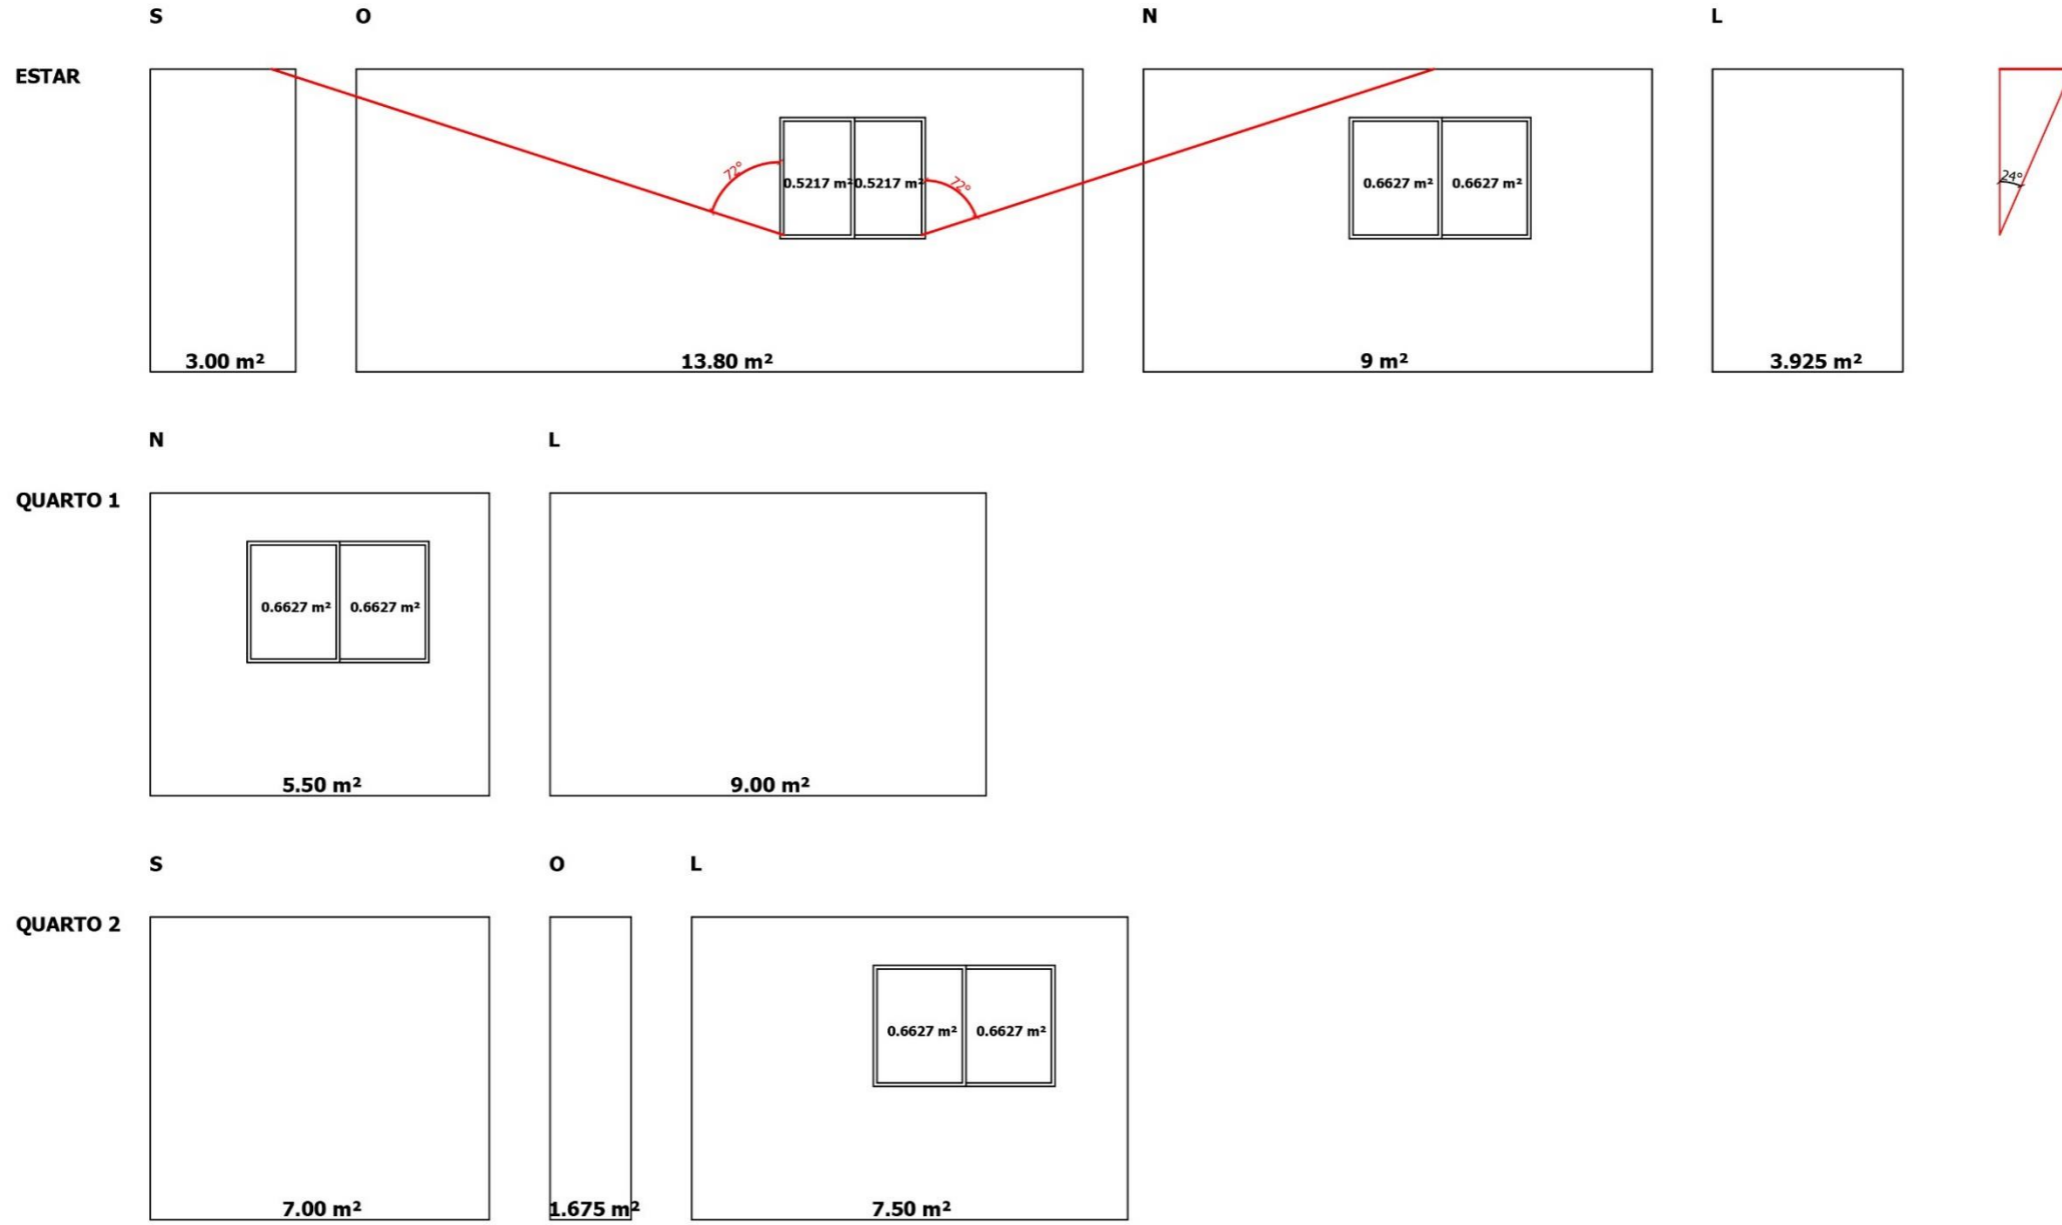 S O N L
ESTAR
72° 72°
0.5217 m² 0.5217 m²
0.6627 m² 0.6627 m²
24°
3.00 m² 13.80 m² 9 m² 3.925 m²
N L
QUARTO 1
0.6627 m² 0.6627 m²
5.50 m² 9.00 m²
S O L
QUARTO 2
0.6627 m² 0.6627 m²
7.00 m² 1.675 m² 7.50 m²